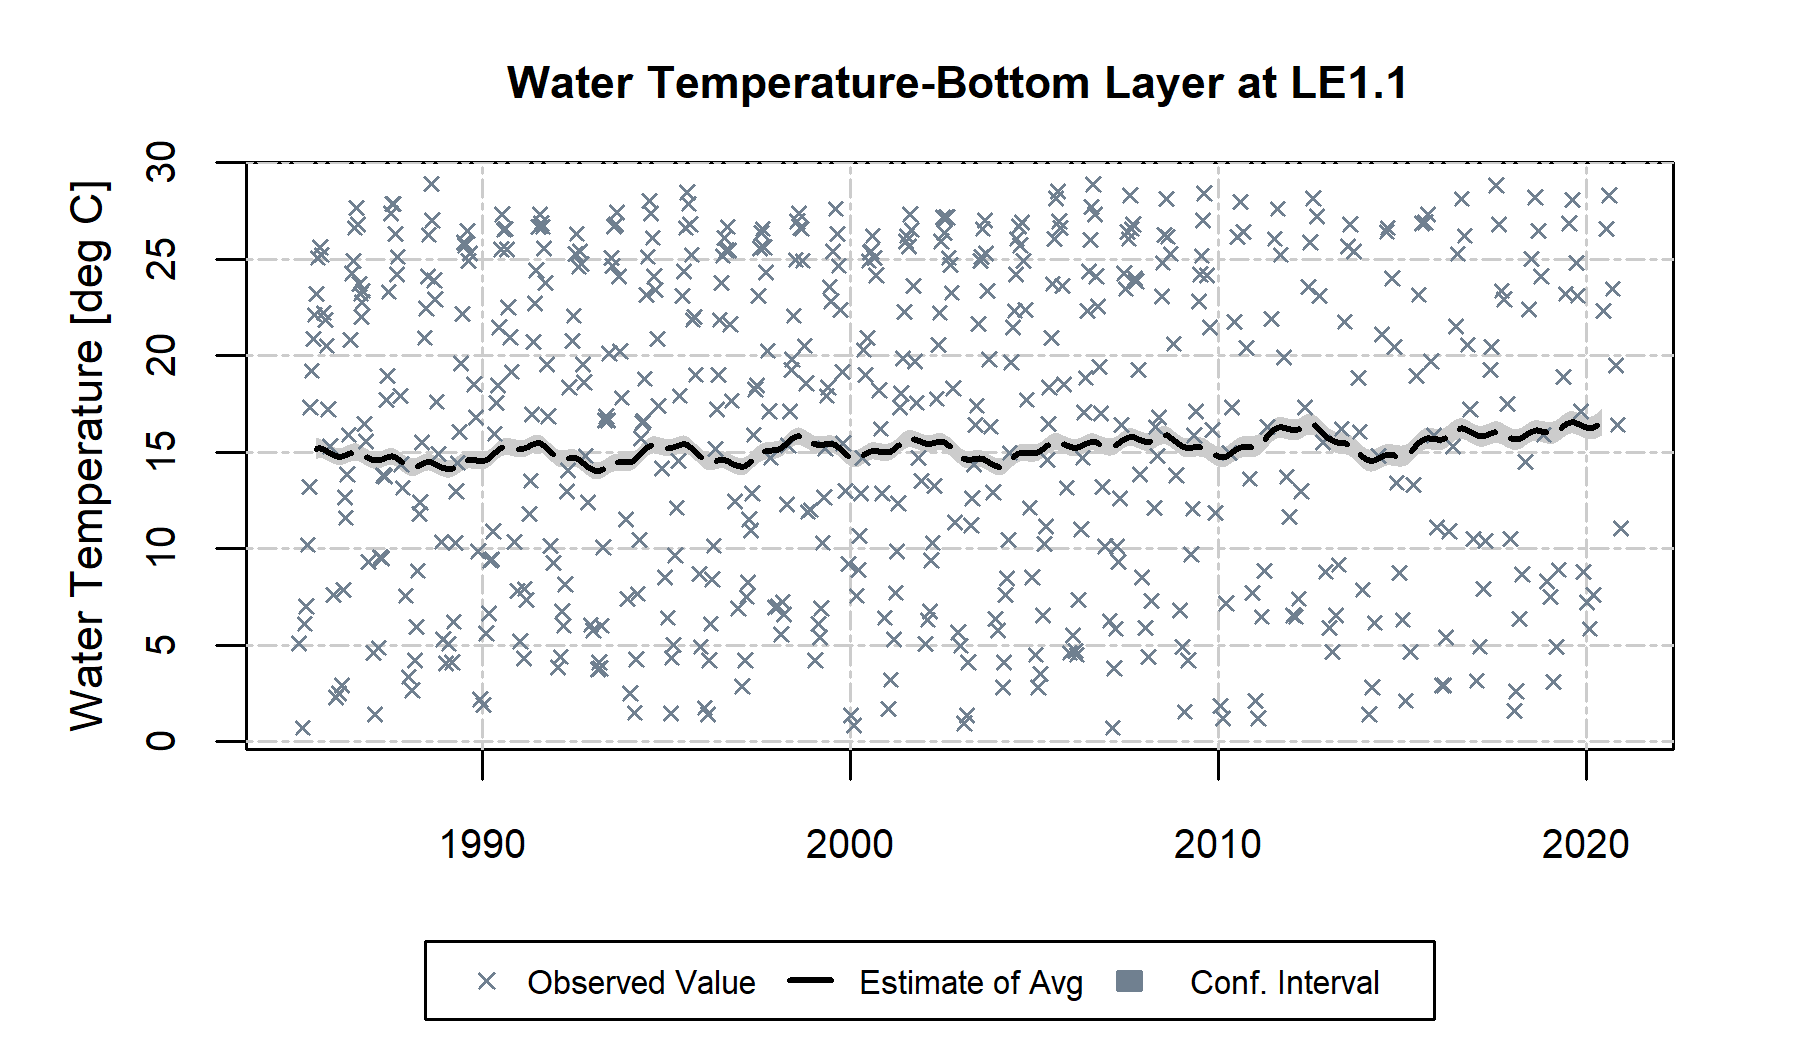 Water Temperature-Bottom Layer at LE1.1
Water Temperature [deg C]
30
25
20
15
10
5
0
1990 2000 2010 2020
Observed Value Estimate of Avg Conf. Interval